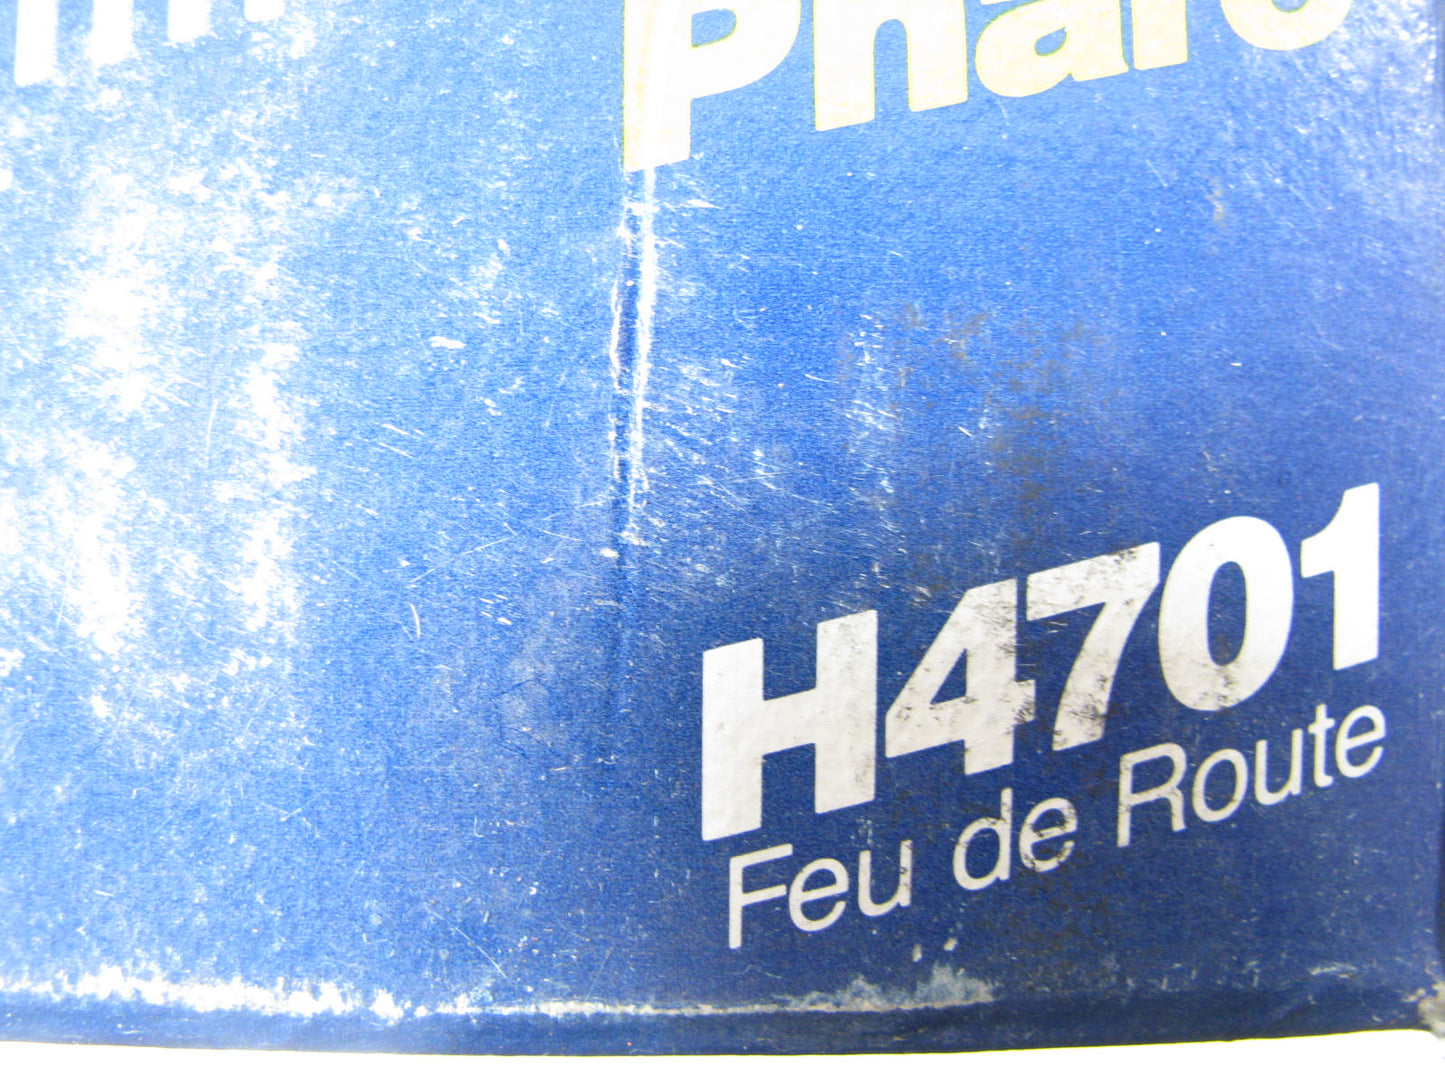 Phare
H4701
Feu de Route